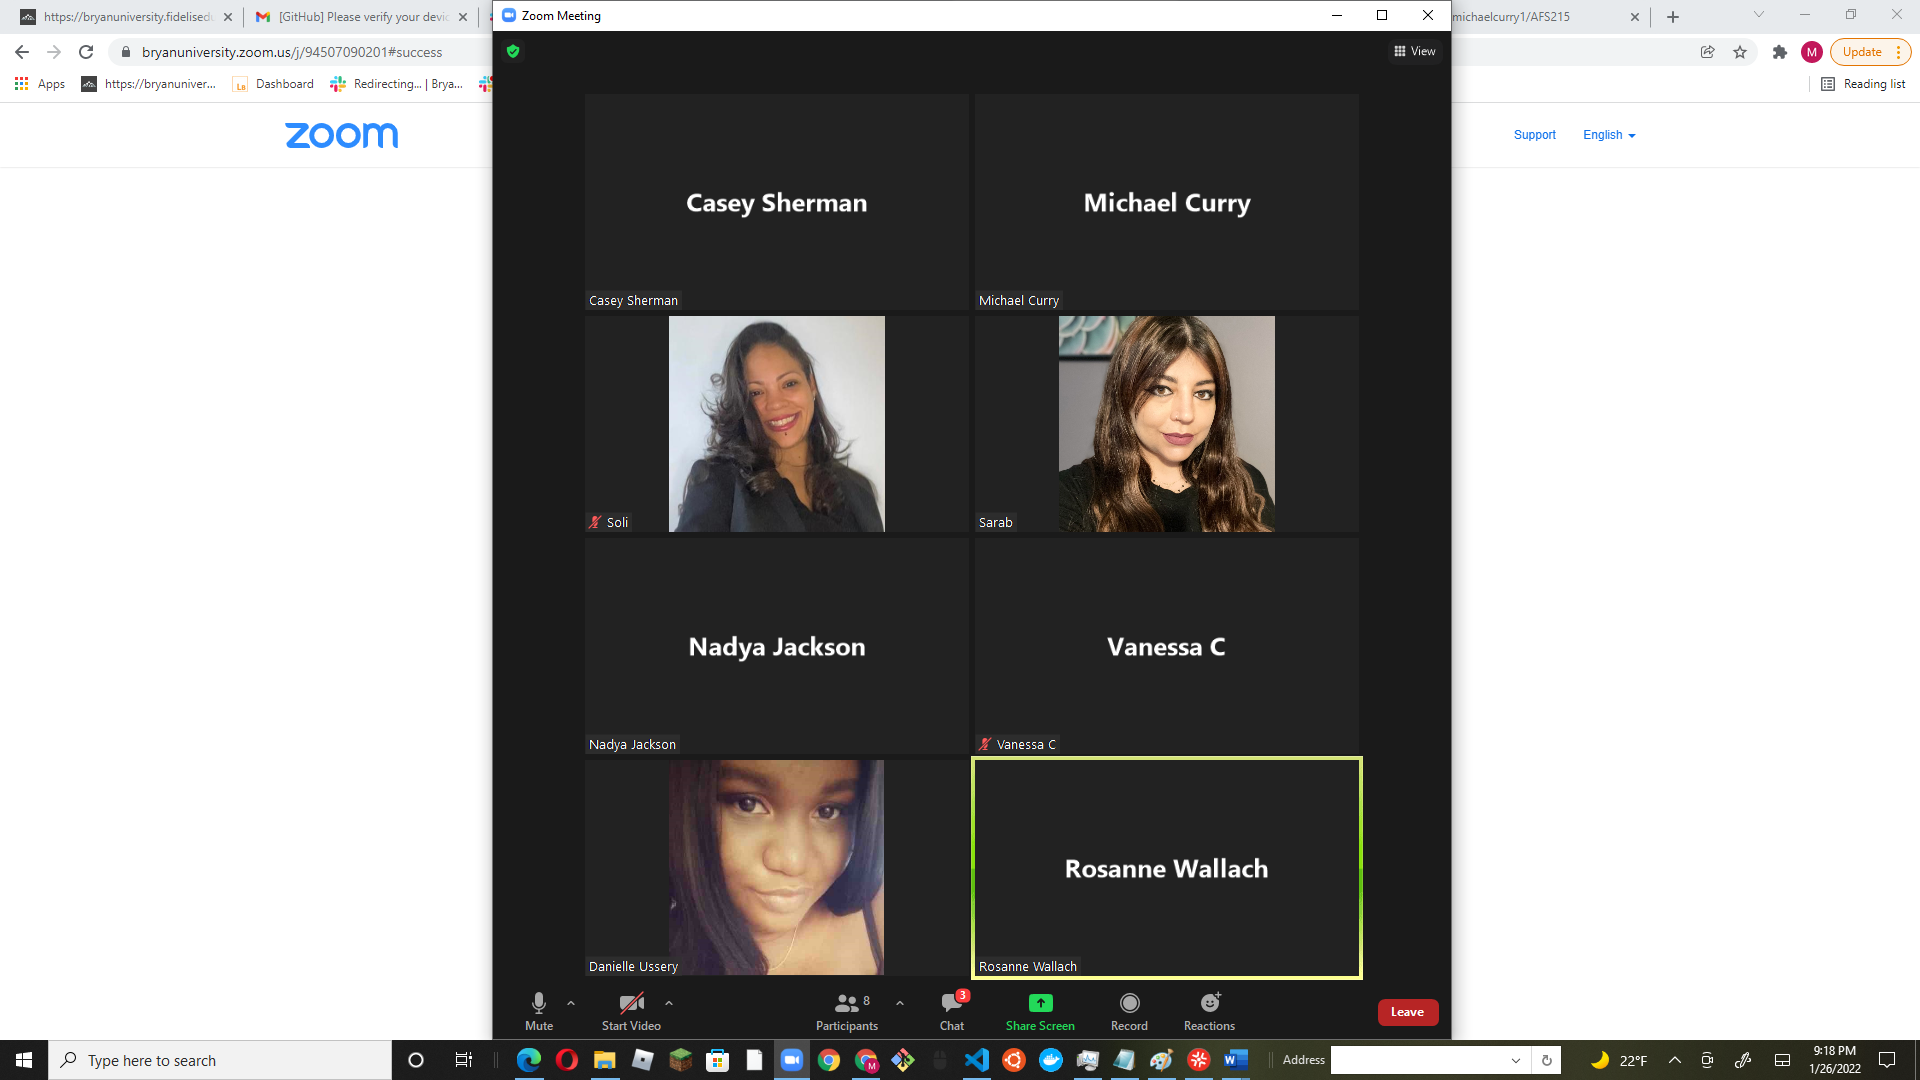 https://bryanuniversity.fidelised
[GitHub] Please verify your devic
Zoom Meeting
michaelcurry1/AFS215
bryanuniversity.zoom.us/j/94507090201#success
M
Update
Apps
https://bryanuniver...
Dashboard
Redirecting... | Brya...
Reading list
View
zoom
Support
English
Casey Sherman
Casey Sherman
Michael Curry
Michael Curry
Soli
Sarab
Nadya Jackson
Nadya Jackson
Vanessa C
Vanessa C
Danielle Ussery
Rosanne Wallach
Rosanne Wallach
Mute
Start Video
8
Participants
3
Chat
Share Screen
Record
Reactions
Leave
Type here to search
Address
22°F
9:18 PM
1/26/2022